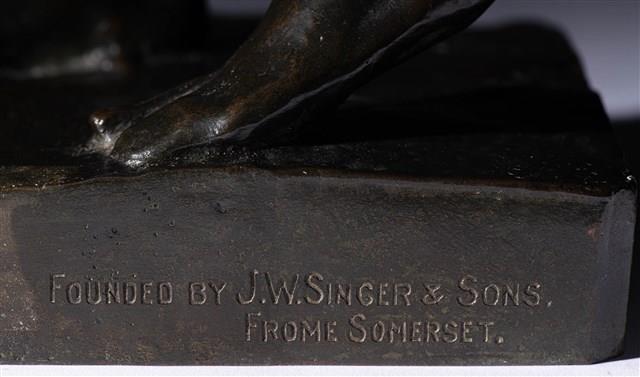 Founded by J.W.Singer & Sons.
Frome Somerset.